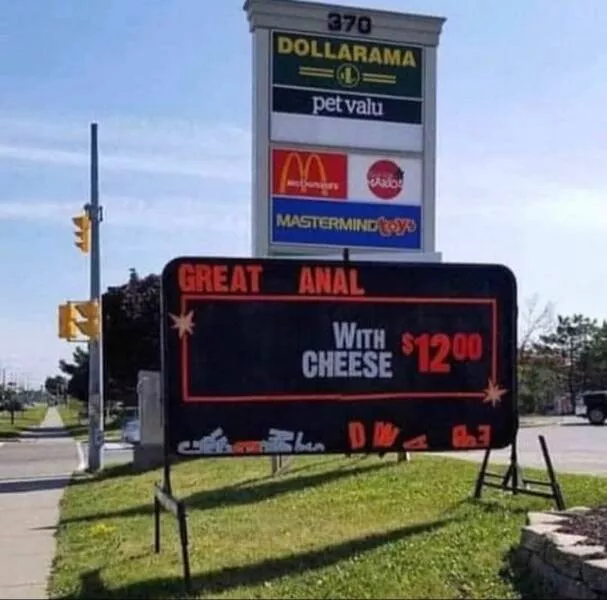 370
DOLLARAMA
pet valu
McDonald's
MASTERMIND toys
GREAT ANAL
WITH CHEESE $12.00
D W